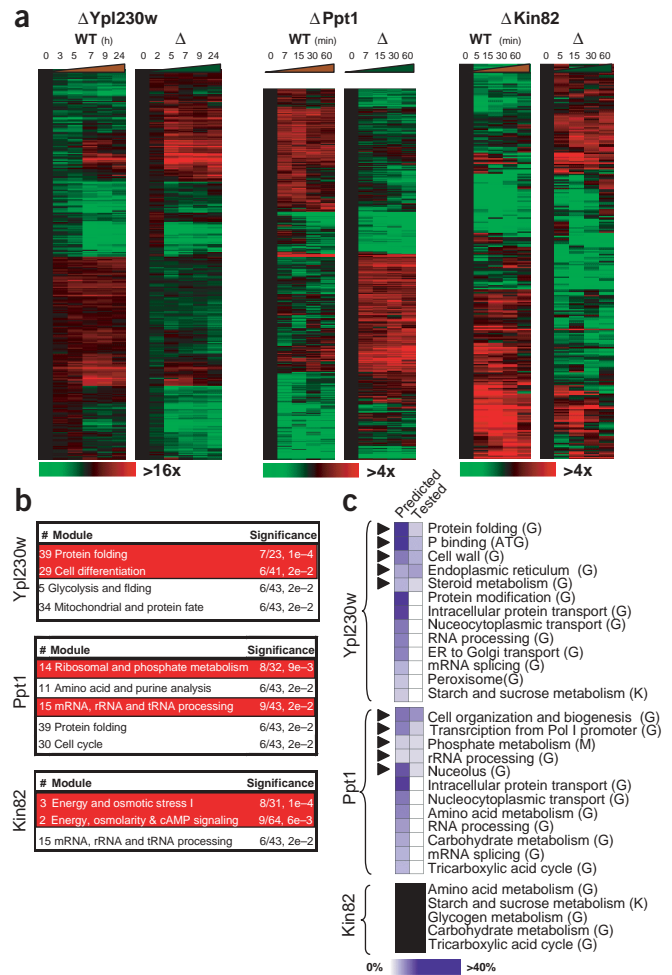 a
ΔYpl230w
WT (h) Δ
0 3 5 7 9 24 0 2 5 7 9 24
>16x
ΔPpt1
WT (min) Δ
0 7 15 30 60 0 7 15 30 60
>4x
ΔKin82
WT (min) Δ
0 5 15 30 60 0 5 15 30 60
>4x
b
Ypl230w
# Module Significance
39 Protein folding 7/23, 1e–4
29 Cell differentiation 6/41, 2e–2
5 Glycolysis and flding 6/43, 2e–2
34 Mitochondrial and protein fate 6/43, 2e–2
Ppt1
# Module Significance
14 Ribosomal and phosphate metabolism 8/32, 9e–3
11 Amino acid and purine analysis 6/43, 2e–2
15 mRNA, rRNA and tRNA processing 9/43, 2e–2
39 Protein folding 6/43, 2e–2
30 Cell cycle 6/43, 2e–2
Kin82
# Module Significance
3 Energy and osmotic stress I 8/31, 1e–4
2 Energy, osmolarity & cAMP signaling 9/64, 6e–3
15 mRNA, rRNA and tRNA processing 6/43, 2e–2
c
Predicted
Tested
Ypl230w
Protein folding (G)
P binding (ATG)
Cell wall (G)
Endoplasmic reticulum (G)
Steroid metabolism (G)
Protein modification (G)
Intracellular protein transport (G)
Nuceocytoplasmic transport (G)
RNA processing (G)
ER to Golgi transport (G)
mRNA splicing (G)
Peroxisome(G)
Starch and sucrose metabolism (K)
Ppt1
Cell organization and biogenesis (G)
Transrciption from Pol I promoter (G)
Phosphate metabolism (M)
rRNA processing (G)
Nucleolus (G)
Intracellular protein transport (G)
Nucleocytoplasmic transport (G)
Amino acid metabolism (G)
RNA processing (G)
Carbohydrate metabolism (G)
mRNA splicing (G)
Tricarboxylic acid cycle (G)
Kin82
Amino acid metabolism (G)
Starch and sucrose metabolism (K)
Glycogen metabolism (G)
Carbohydrate metabolism (G)
Tricarboxylic acid cycle (G)
0% >40%